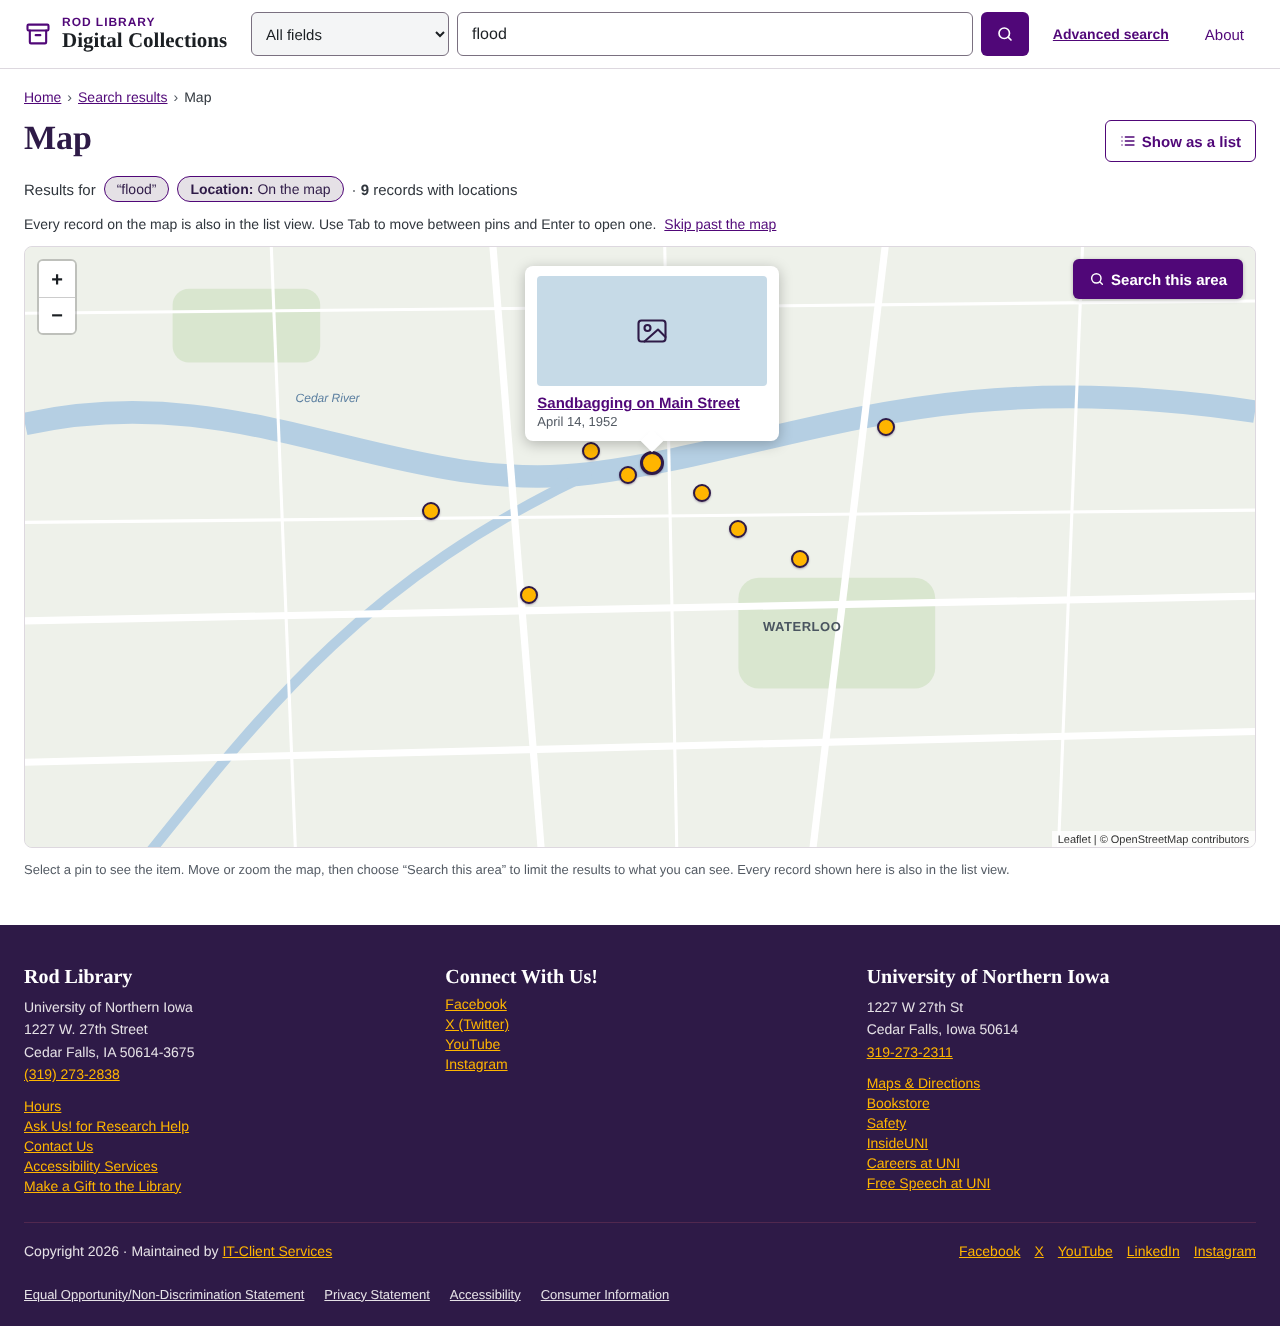 ROD LIBRARY
Digital Collections
All fields
flood
Advanced search
About
Home › Search results › Map
Map
Show as a list
Results for “flood” Location: On the map · 9 records with locations
Every record on the map is also in the list view. Use Tab to move between pins and Enter to open one. Skip past the map
+
−
Search this area
Cedar River
Sandbagging on Main Street
April 14, 1952
WATERLOO
Leaflet | © OpenStreetMap contributors
Select a pin to see the item. Move or zoom the map, then choose “Search this area” to limit the results to what you can see. Every record shown here is also in the list view.
Rod Library
University of Northern Iowa
1227 W. 27th Street
Cedar Falls, IA 50614-3675
(319) 273-2838
Hours
Ask Us! for Research Help
Contact Us
Accessibility Services
Make a Gift to the Library
Connect With Us!
Facebook
X (Twitter)
YouTube
Instagram
University of Northern Iowa
1227 W 27th St
Cedar Falls, Iowa 50614
319-273-2311
Maps & Directions
Bookstore
Safety
InsideUNI
Careers at UNI
Free Speech at UNI
Copyright 2026 · Maintained by IT-Client Services
Facebook X YouTube LinkedIn Instagram
Equal Opportunity/Non-Discrimination Statement Privacy Statement Accessibility Consumer Information